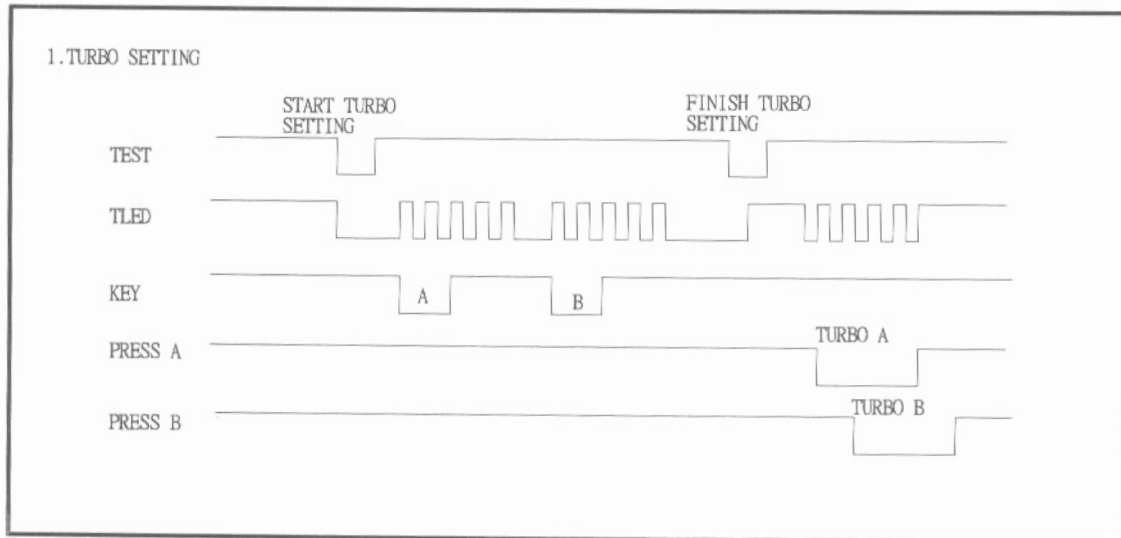 1.TURBO SETTING
START TURBO
SETTING
FINISH TURBO
SETTING
TEST
TLED
KEY
A
B
PRESS A
TURBO A
PRESS B
TURBO B